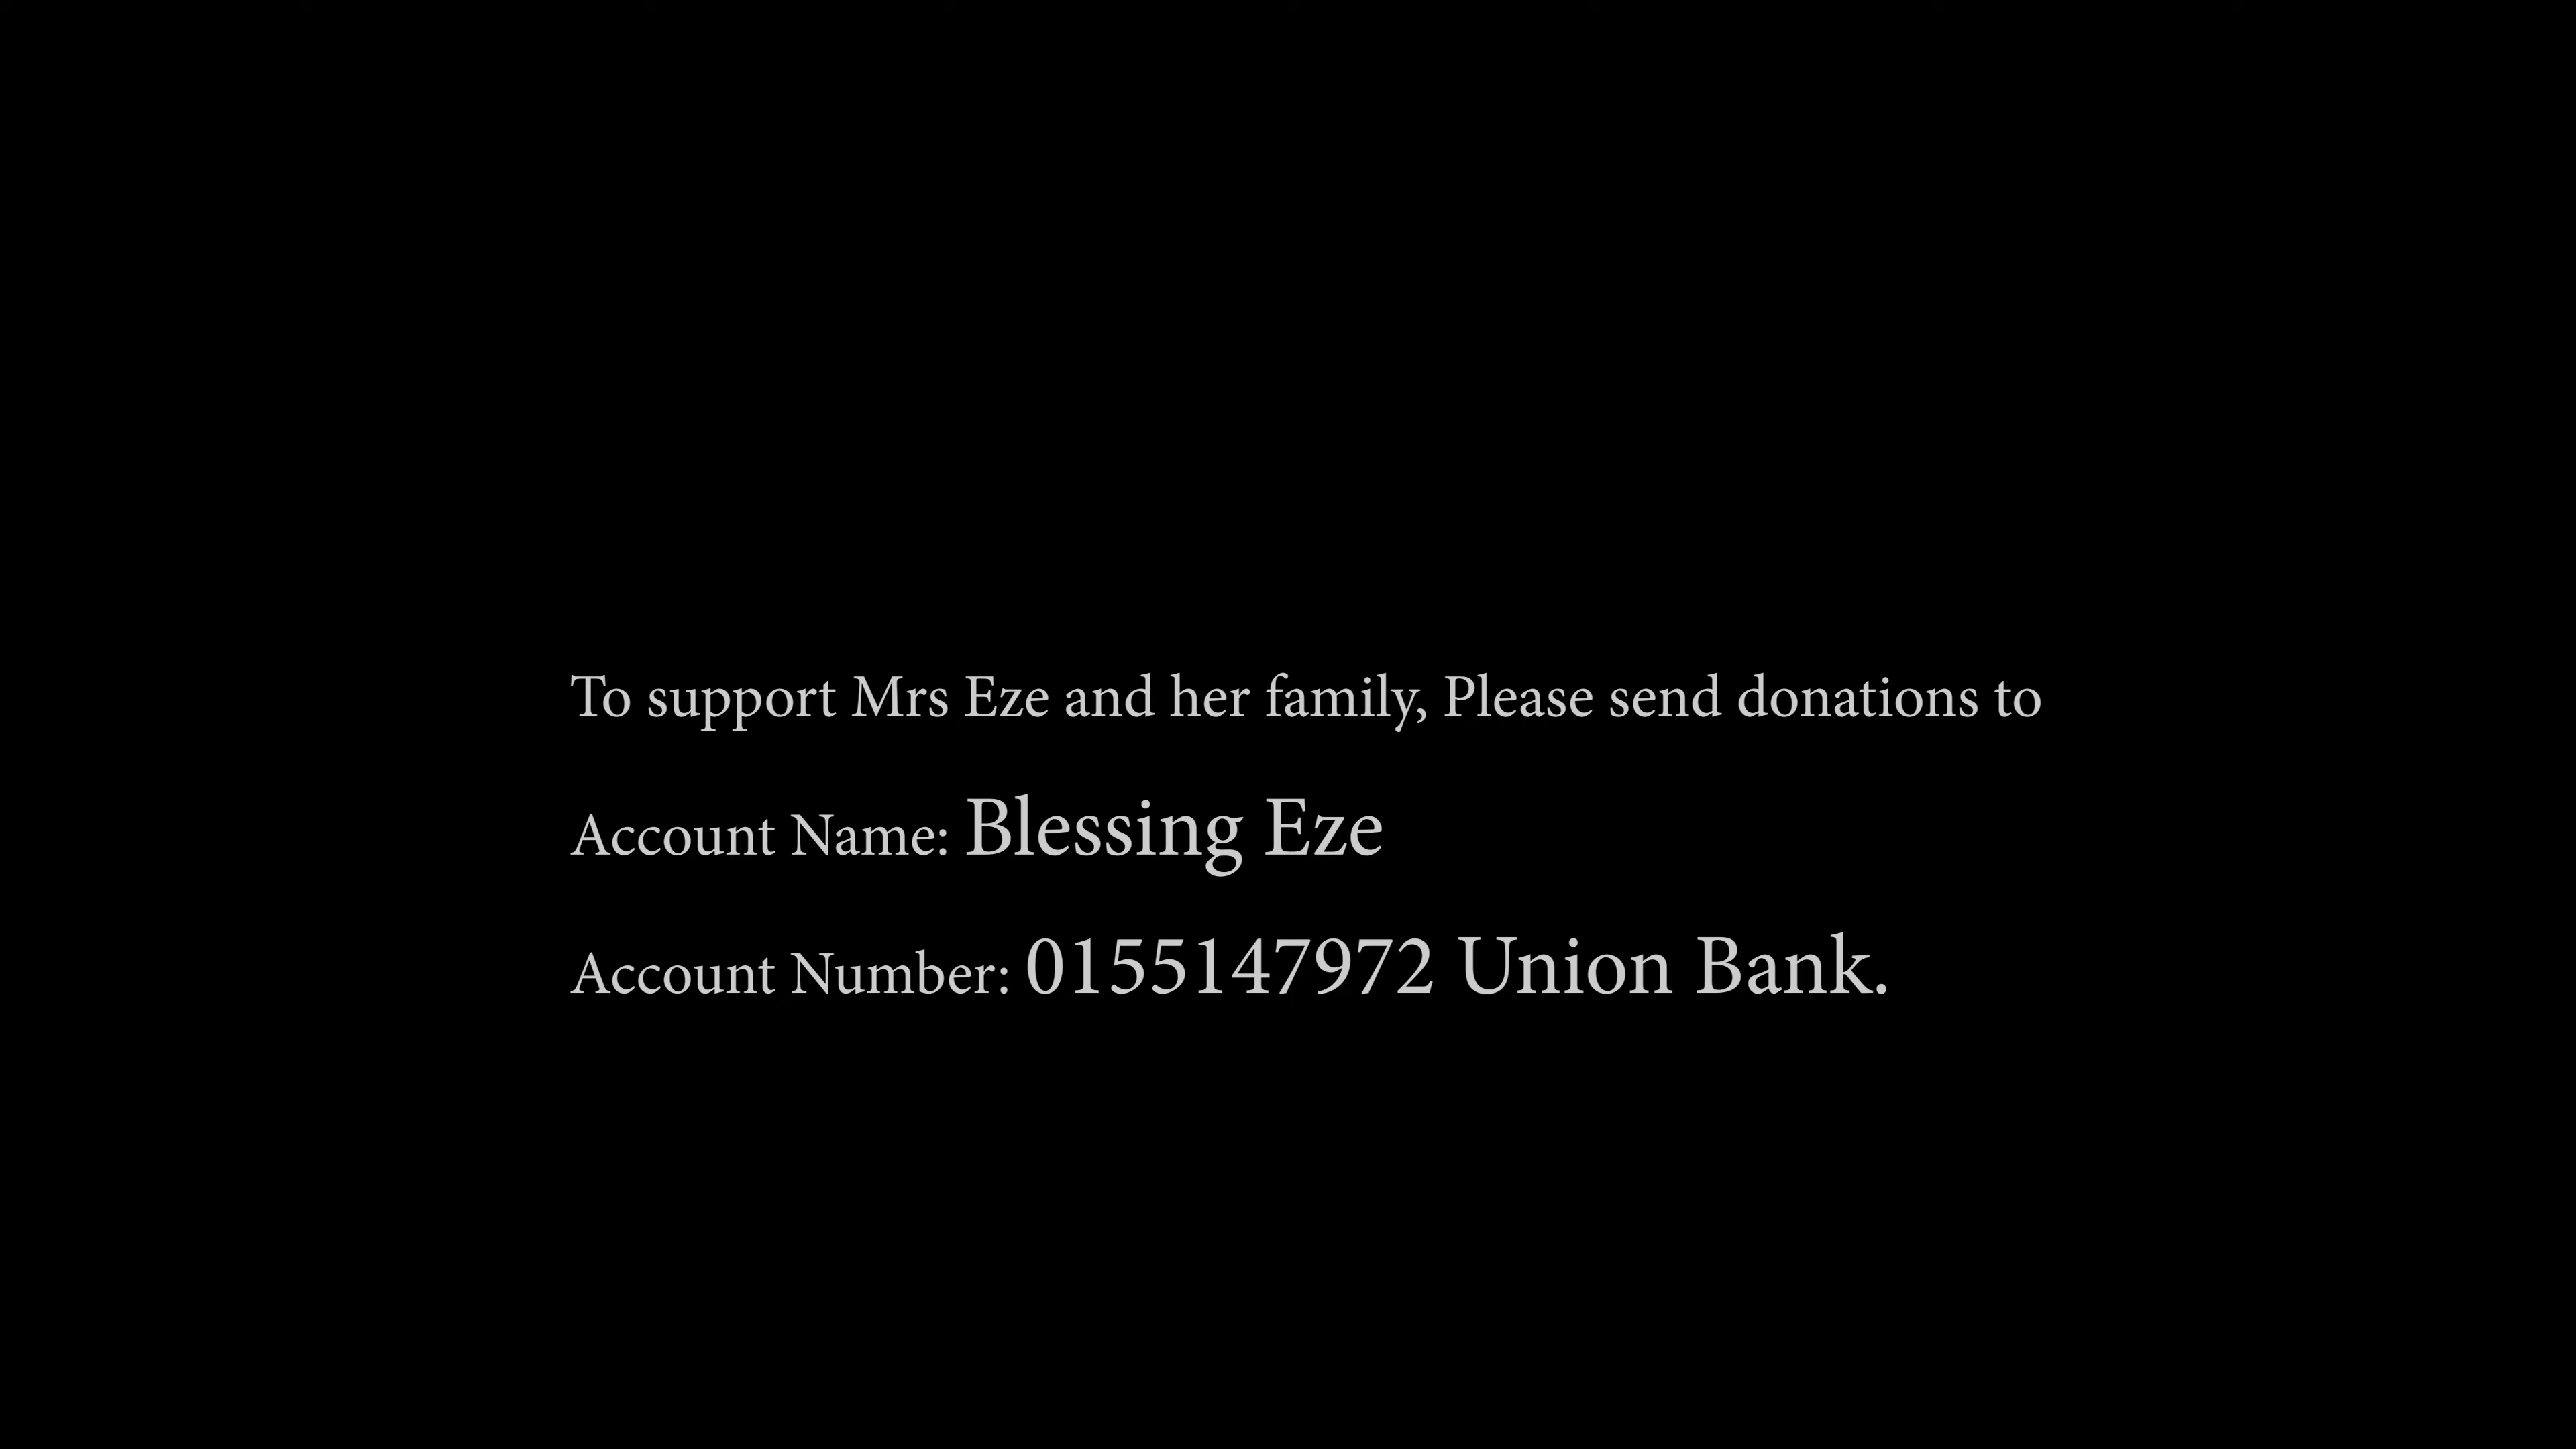 To support Mrs Eze and her family, Please send donations to
Account Name: Blessing Eze
Account Number: 0155147972 Union Bank.